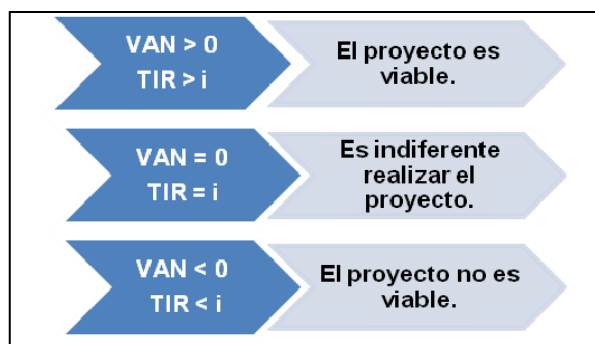 VAN > 0
TIR > i
El proyecto es
viable.
VAN = 0
TIR = i
Es indiferente
realizar el
proyecto.
VAN < 0
TIR < i
El proyecto no es
viable.